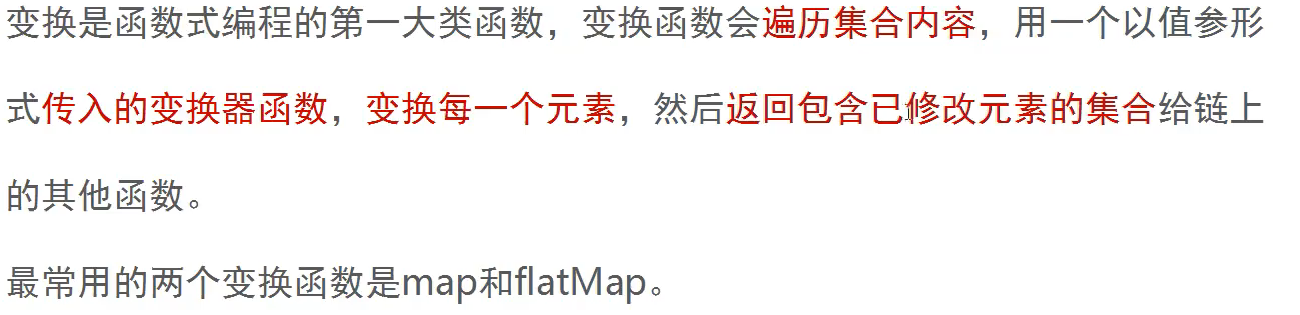 变换是函数式编程的第一大类函数，变换函数会遍历集合内容，用一个以值参形
式传入的变换器函数，变换每一个元素，然后返回包含已修改元素的集合给链上
的其他函数。
最常用的两个变换函数是map和flatMap。